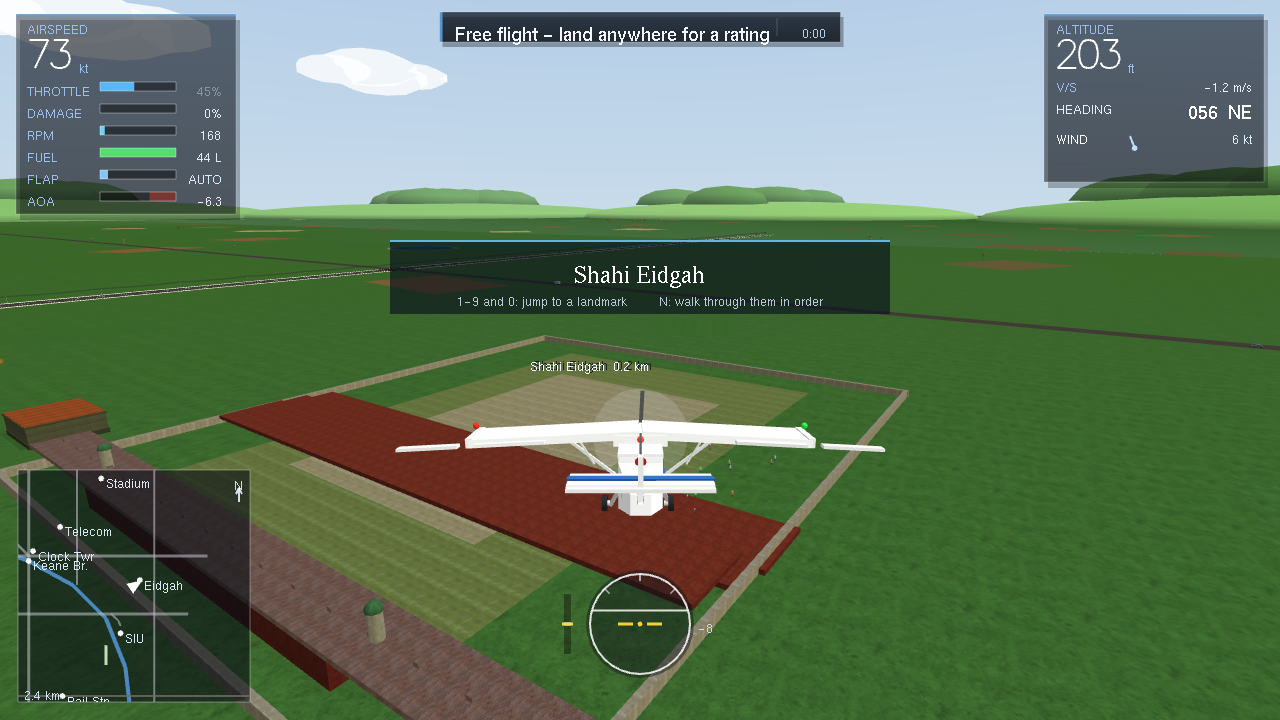 AIRSPEED
73 kt
THROTTLE 45%
DAMAGE 0%
RPM 168
FUEL 44 L
FLAP AUTO
AOA -6.3
Free flight – land anywhere for a rating 0:00
ALTITUDE
203 ft
V/S -1.2 m/s
HEADING 056 NE
WIND 6 kt
Shahi Eidgah
1-9 and 0: jump to a landmark N: walk through them in order
Shahi Eidgah 0.2 km
N
Stadium
Telecom
Clock Twr
Keane Br.
Eidgah
SIU
2.4 km
Rail Stn
-8